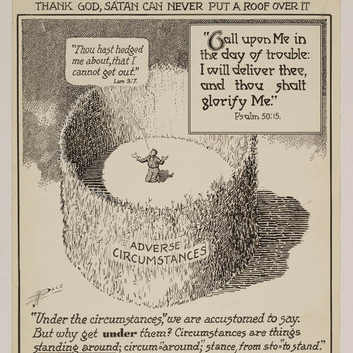 THANK GOD, SATAN CAN NEVER PUT A ROOF OVER IT
"Thou hast hedged
me about, that I
cannot get out."
Lam 3:7.
"Call upon Me in
the day of trouble:
I will deliver thee,
and thou shalt
glorify Me."
Psalm 50:15.
ADVERSE
CIRCUMSTANCES
PACE
"Under the circumstances," we are accustomed to say.
But why get under them? Circumstances are things
standing around; circum-"around;" stance, from sto-"to stand."